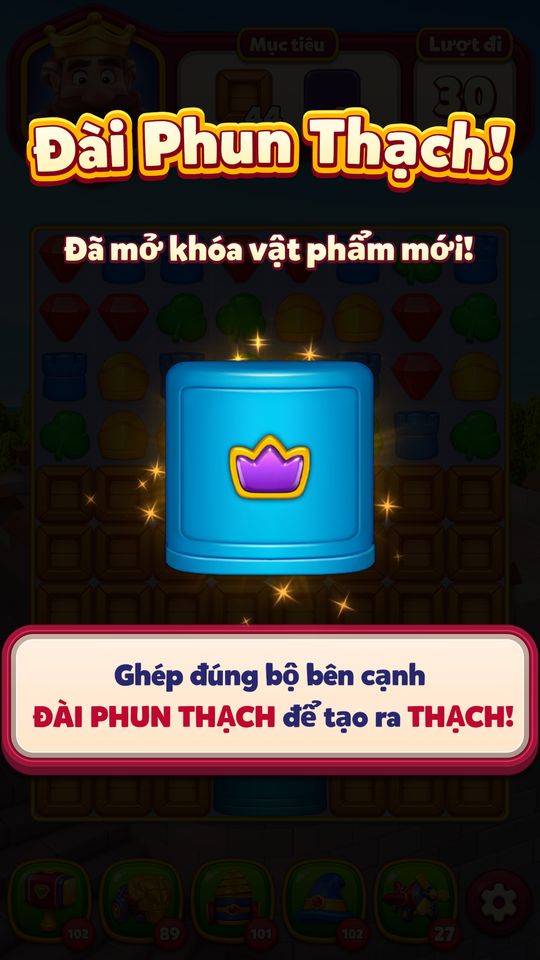 Mục tiêu
Lượt đi
44
30
Đài Phun Thạch!
Đã mở khóa vật phẩm mới!
Ghép đúng bộ bên cạnh
ĐÀI PHUN THẠCH để tạo ra THẠCH!
102
89
101
102
27